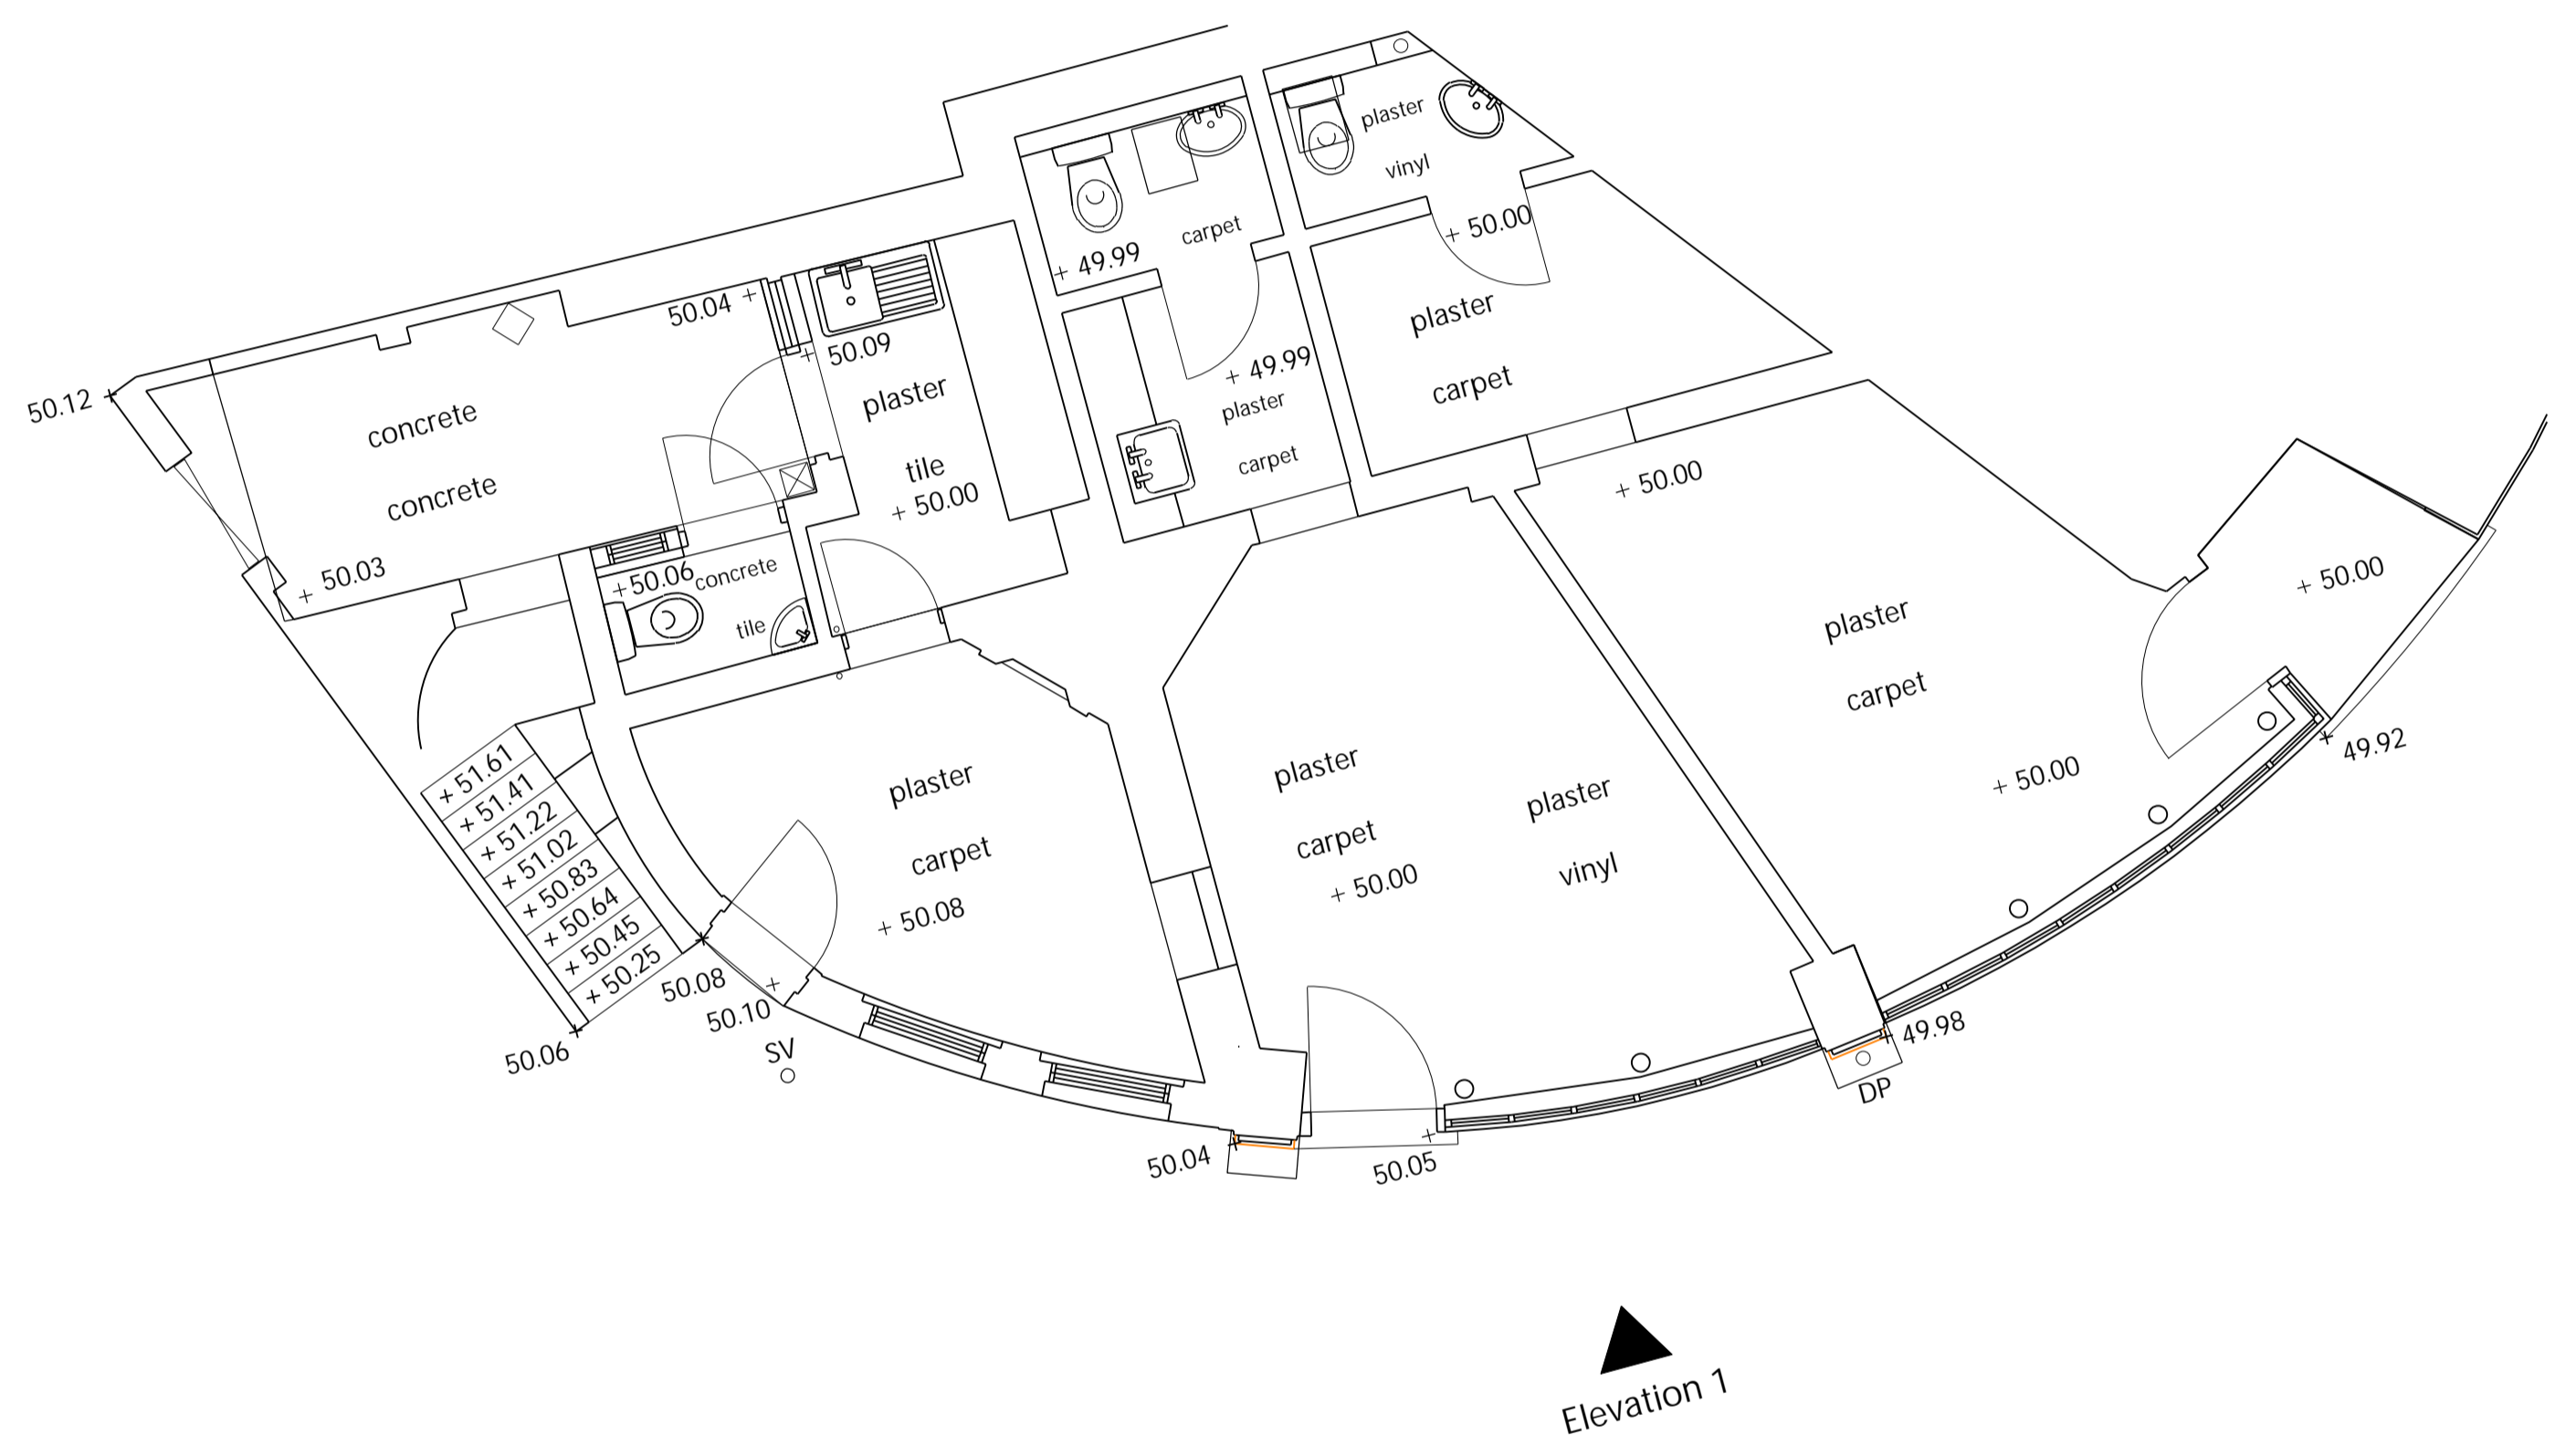 plaster
vinyl
+ 50.00
carpet
+ 49.99
50.04 +
+ 50.09
plaster
carpet
+ 49.99
plaster
carpet
plaster
tile
+ 50.00
50.12 +
concrete
concrete
+ 50.03
+ 50.06
concrete
tile
+ 50.00
+ 50.00
plaster
carpet
+ 50.00
+ 49.92
+ 51.61
+ 51.41
+ 51.22
+ 51.02
+ 50.83
+ 50.64
+ 50.45
+ 50.25
plaster
carpet
+ 50.08
plaster
carpet
+ 50.00
plaster
vinyl
50.08
50.10
50.06
SV
50.04
50.05
49.98
DP
Elevation 1